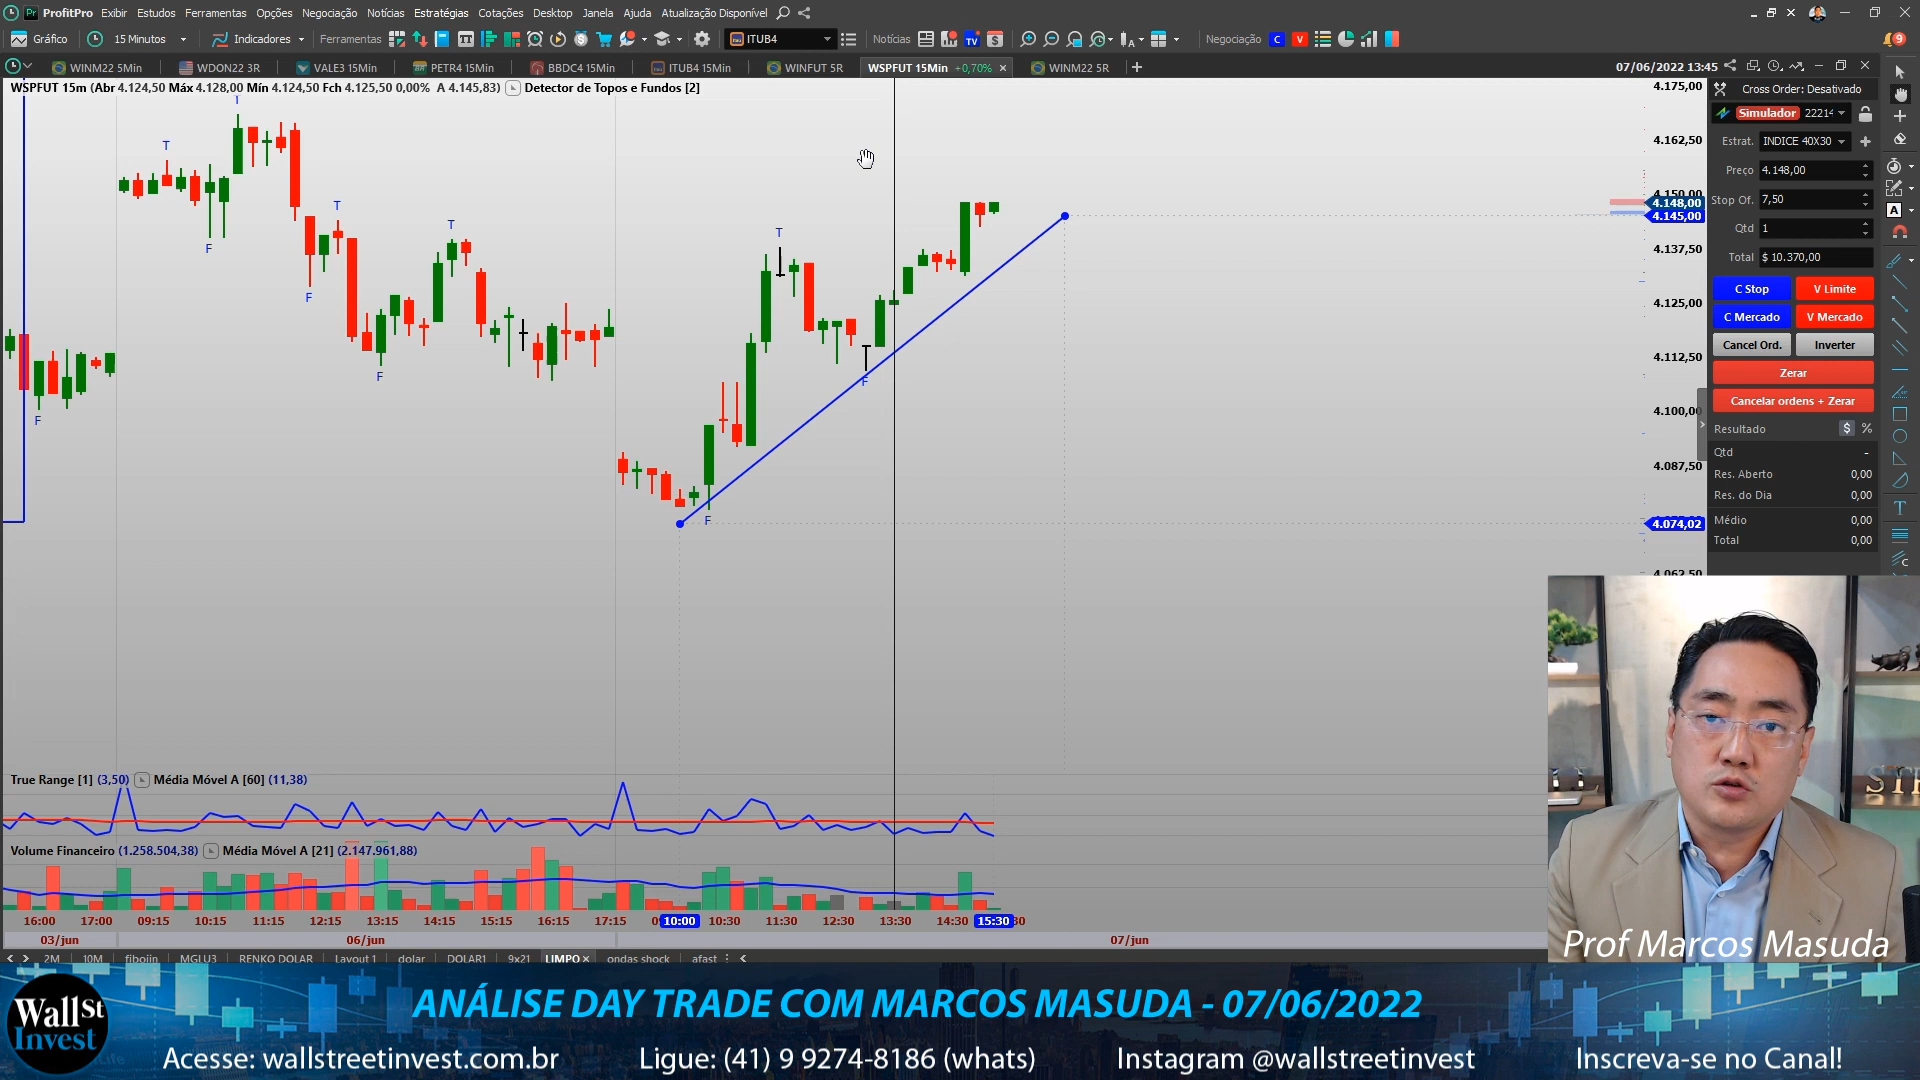 ProfitPro Exibir Estudos Ferramentas Opções Negociação Notícias Estratégias Cotações Desktop Janela Ajuda Atualização Disponível
Gráfico 15 Minutos Indicadores Ferramentas ITUB4 Notícias Negociação C V 9
WINM22 5Min WDON22 3R VALE3 15Min PETR4 15Min BBDC4 15Min ITUB4 15Min WINFUT 5R WSPFUT 15Min +0,70% WINM22 5R 07/06/2022 13:45
WSPFUT 15m (Abr 4.124,50 Máx 4.128,00 Mín 4.124,50 Fch 4.125,50 0,00% A 4.145,83) Detector de Topos e Fundos [2]
T
T
F
T
F
T
F
F
T
F
F
4.175,00
4.162,50
4.150,00
4.148,00
4.145,00
4.137,50
4.125,00
4.112,50
4.100,00
4.087,50
4.074,02
4.062,50
Cross Order: Desativado
Simulador 22214
Estrat. INDICE 40X30
Preço 4.148,00
Stop Of. 7,50
Qtd 1
Total $ 10.370,00
C Stop V Limite
C Mercado V Mercado
Cancel Ord. Inverter
Zerar
Cancelar ordens + Zerar
Resultado $ %
Qtd -
Res. Aberto 0,00
Res. do Dia 0,00
Médio 0,00
Total 0,00
True Range [1] (3,50) Média Móvel A [60] (11,38)
Volume Financeiro (1.258.504,38) Média Móvel A [21] (2.147.961,88)
16:00 17:00 09:15 10:15 11:15 12:15 13:15 14:15 15:15 16:15 17:15 10:00 10:30 11:30 12:30 13:30 14:30 15:30
03/jun 06/jun 07/jun
2M 10M fibojin MGLU3 RENKO DOLAR Layout 1 dolar DOLAR1 9x21 LIMPO ondas shock afast
Prof Marcos Masuda
Wall St Invest
ANÁLISE DAY TRADE COM MARCOS MASUDA - 07/06/2022
Acesse: wallstreetinvest.com.br Ligue: (41) 9 9274-8186 (whats) Instagram @wallstreetinvest Inscreva-se no Canal!